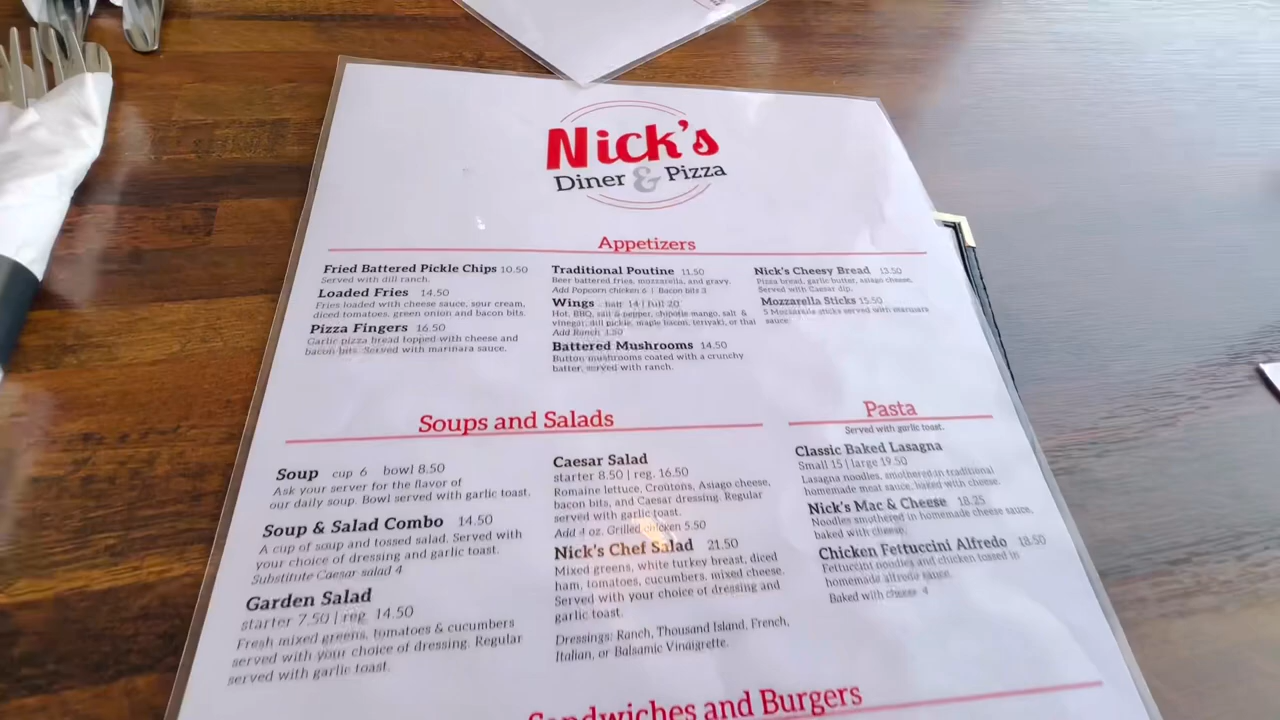 Nick's
Diner & Pizza
Appetizers
Fried Battered Pickle Chips 10.50
Served with dill ranch.
Loaded Fries 14.50
Fries loaded with cheese sauce, sour cream,
diced tomatoes, green onion and bacon bits.
Pizza Fingers 16.50
Garlic pizza bread topped with cheese and
bacon bits. Served with marinara sauce.
Traditional Poutine 11.50
Beer battered fries, mozzarella, and gravy.
Add Popcorn chicken 6 | Bacon bits 3
Wings half 14 | full 20
Hot, BBQ, salt & pepper, chipotle mango, salt &
vinegar, dill pickle, maple bacon, teriyaki, or thai
Add Ranch 1.50
Battered Mushrooms 14.50
Button mushrooms coated with a crunchy
batter, served with ranch.
Nick's Cheesy Bread 13.50
Pizza bread, garlic butter, Asiago cheese,
Served with Caesar dip.
Mozzarella Sticks 15.50
5 Mozzarella sticks served with marinara
sauce
Soups and Salads
Soup cup 6 bowl 8.50
Ask your server for the flavor of
our daily soup. Bowl served with garlic toast.
Soup & Salad Combo 14.50
A cup of soup and tossed salad. Served with
your choice of dressing and garlic toast.
Substitute Caesar salad 4
Garden Salad
starter 7.50 | reg. 14.50
Fresh mixed greens, tomatoes & cucumbers
served with your choice of dressing. Regular
served with garlic toast.
Caesar Salad
starter 8.50 | reg. 16.50
Romaine lettuce, Croutons, Asiago cheese,
bacon bits, and Caesar dressing. Regular
served with garlic toast.
Add 4 oz. Grilled chicken 5.50
Nick's Chef Salad 21.50
Mixed greens, white turkey breast, diced
ham, tomatoes, cucumbers, mixed cheese.
Served with your choice of dressing and
garlic toast.
Dressings: Ranch, Thousand Island, French,
Italian, or Balsamic Vinaigrette.
Pasta
Served with garlic toast.
Classic Baked Lasagna
Small 15 | large 19.50
Lasagna noodles, smothered in traditional
homemade meat sauce, baked with cheese.
Nick's Mac & Cheese 18.25
Noodles smothered in homemade cheese sauce,
baked with cheese.
Chicken Fettuccini Alfredo 18.50
Fettuccini noodles and chicken tossed in
homemade alfredo sauce.
Baked with cheese 4
Sandwiches and Burgers